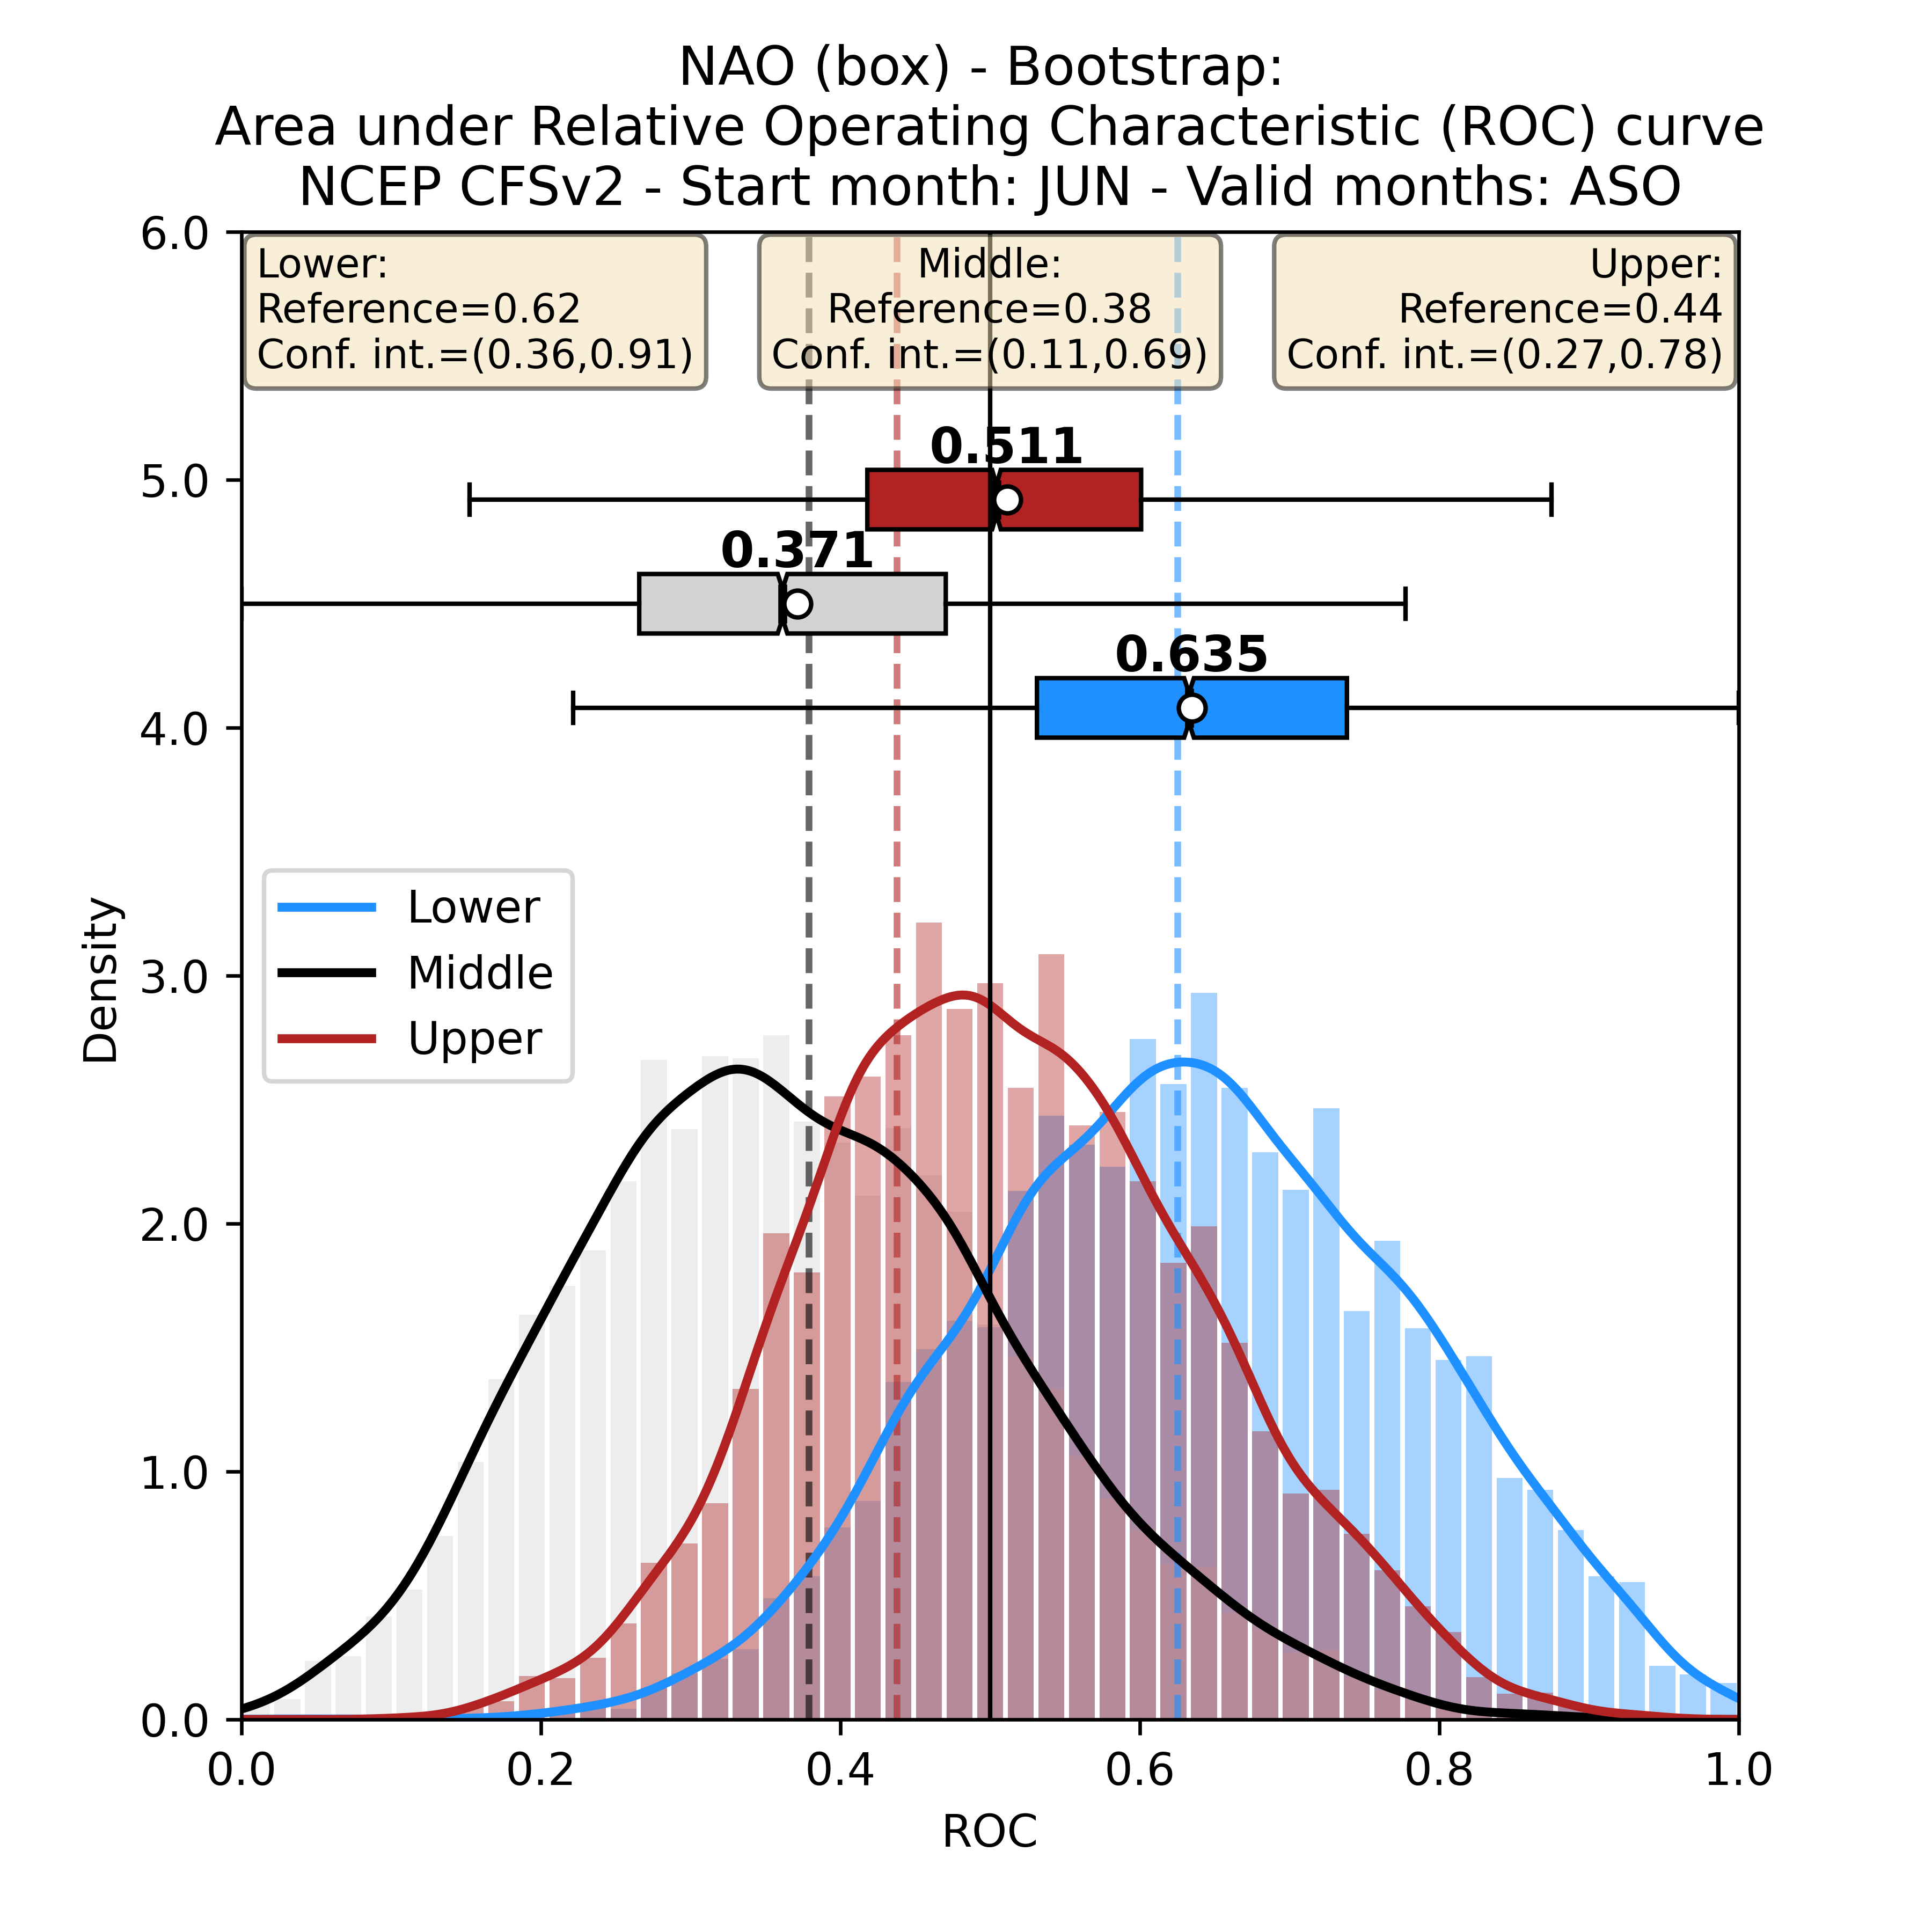 NAO (box) - Bootstrap:
Area under Relative Operating Characteristic (ROC) curve
NCEP CFSv2 - Start month: JUN - Valid months: ASO
Lower:
Reference=0.62
Conf. int.=(0.36,0.91)
Middle:
Reference=0.38
Conf. int.=(0.11,0.69)
Upper:
Reference=0.44
Conf. int.=(0.27,0.78)
0.511
0.371
0.635
6.0
5.0
4.0
3.0
2.0
1.0
0.0
Density
Lower
Middle
Upper
0.0 0.2 0.4 0.6 0.8 1.0
ROC